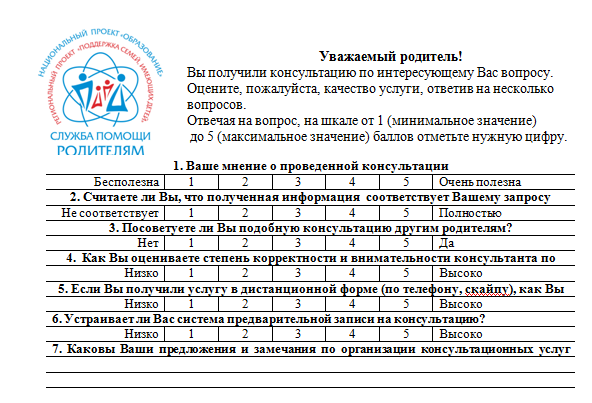 НАЦИОНАЛЬНЫЙ ПРОЕКТ «ОБРАЗОВАНИЕ»
РЕГИОНАЛЬНЫЙ ПРОЕКТ «ПОДДЕРЖКА СЕМЕЙ, ИМЕЮЩИХ ДЕТЕЙ»
СЛУЖБА ПОМОЩИ
РОДИТЕЛЯМ
Уважаемый родитель!
Вы получили консультацию по интересующему Вас вопросу.
Оцените, пожалуйста, качество услуги, ответив на несколько
вопросов.
Отвечая на вопрос, на шкале от 1 (минимальное значение)
до 5 (максимальное значение) баллов отметьте нужную цифру.
1. Ваше мнение о проведенной консультации
Бесполезна 1 2 3 4 5 Очень полезна
2. Считаете ли Вы, что полученная информация соответствует Вашему запросу
Не соответствует 1 2 3 4 5 Полностью
3. Посоветуете ли Вы подобную консультацию другим родителям?
Нет 1 2 3 4 5 Да
4. Как Вы оцениваете степень корректности и внимательности консультанта по
Низко 1 2 3 4 5 Высоко
5. Если Вы получили услугу в дистанционной форме (по телефону, скайпу), как Вы
Низко 1 2 3 4 5 Высоко
6. Устраивает ли Вас система предварительной записи на консультацию?
Низко 1 2 3 4 5 Высоко
7. Каковы Ваши предложения и замечания по организации консультационных услуг